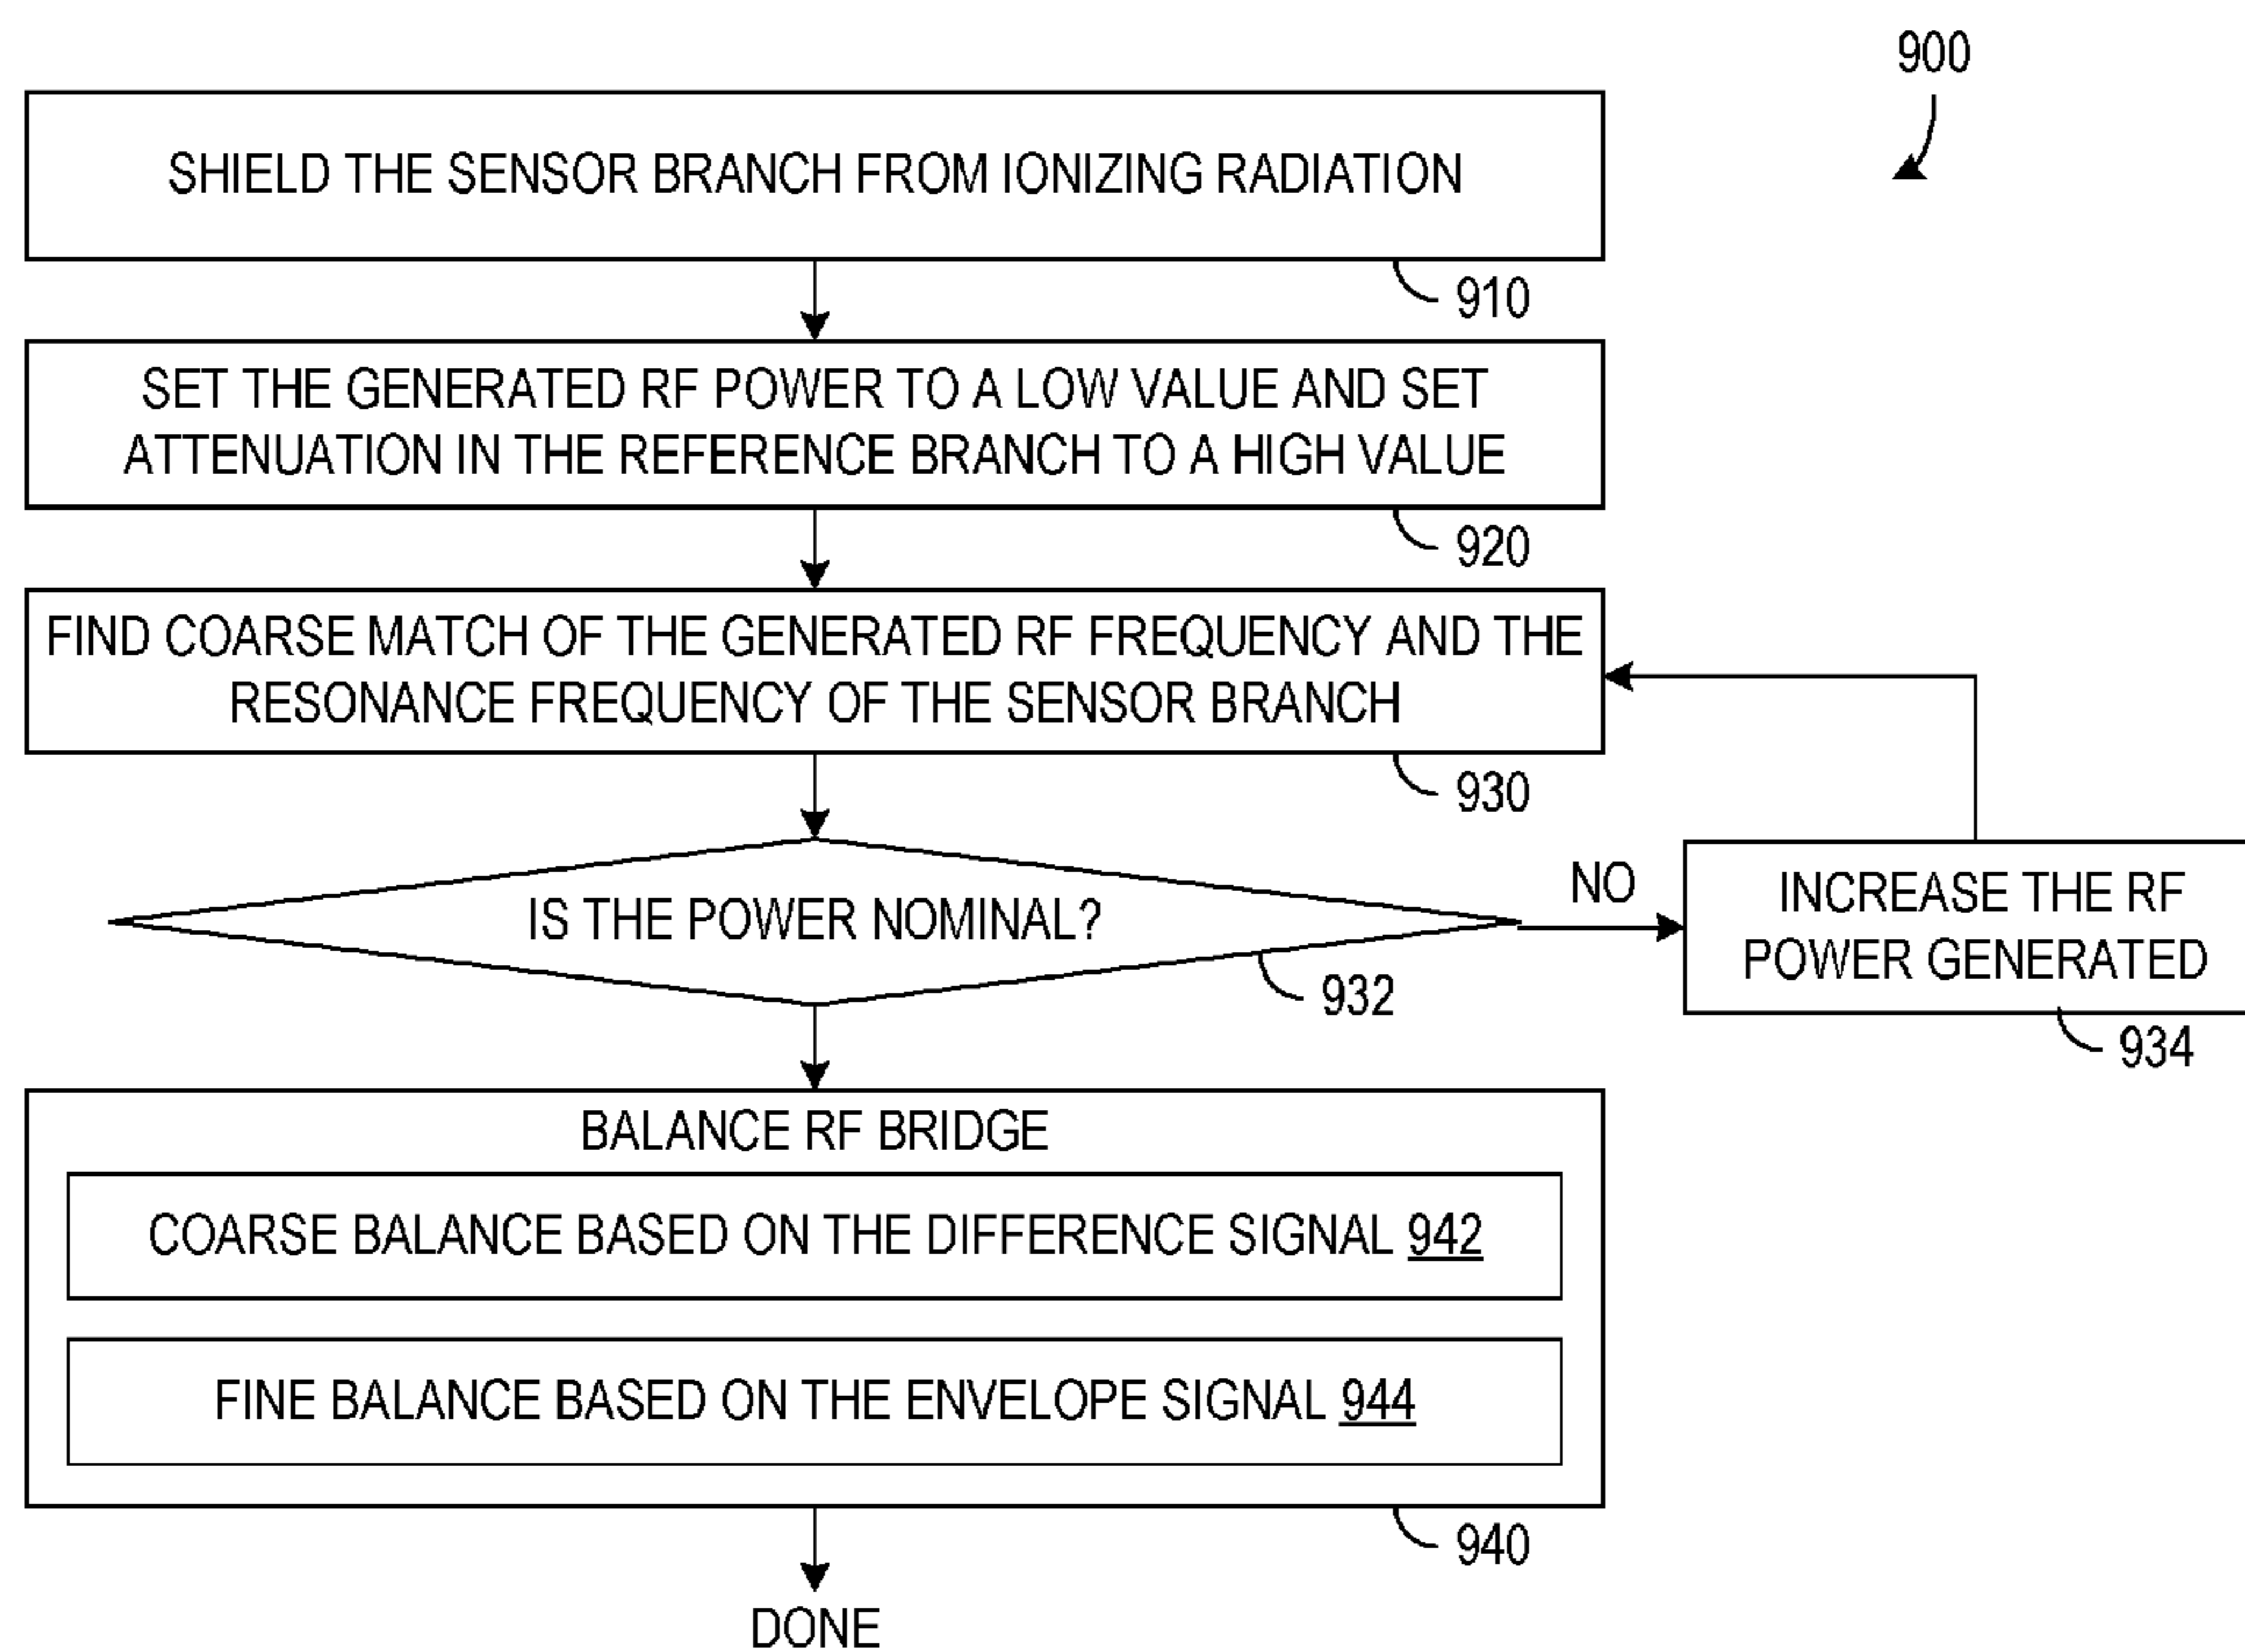 900
SHIELD THE SENSOR BRANCH FROM IONIZING RADIATION
910
SET THE GENERATED RF POWER TO A LOW VALUE AND SET
ATTENUATION IN THE REFERENCE BRANCH TO A HIGH VALUE
920
FIND COARSE MATCH OF THE GENERATED RF FREQUENCY AND THE
RESONANCE FREQUENCY OF THE SENSOR BRANCH
930
IS THE POWER NOMINAL?
932
NO
INCREASE THE RF
POWER GENERATED
934
BALANCE RF BRIDGE
COARSE BALANCE BASED ON THE DIFFERENCE SIGNAL 942
FINE BALANCE BASED ON THE ENVELOPE SIGNAL 944
940
DONE